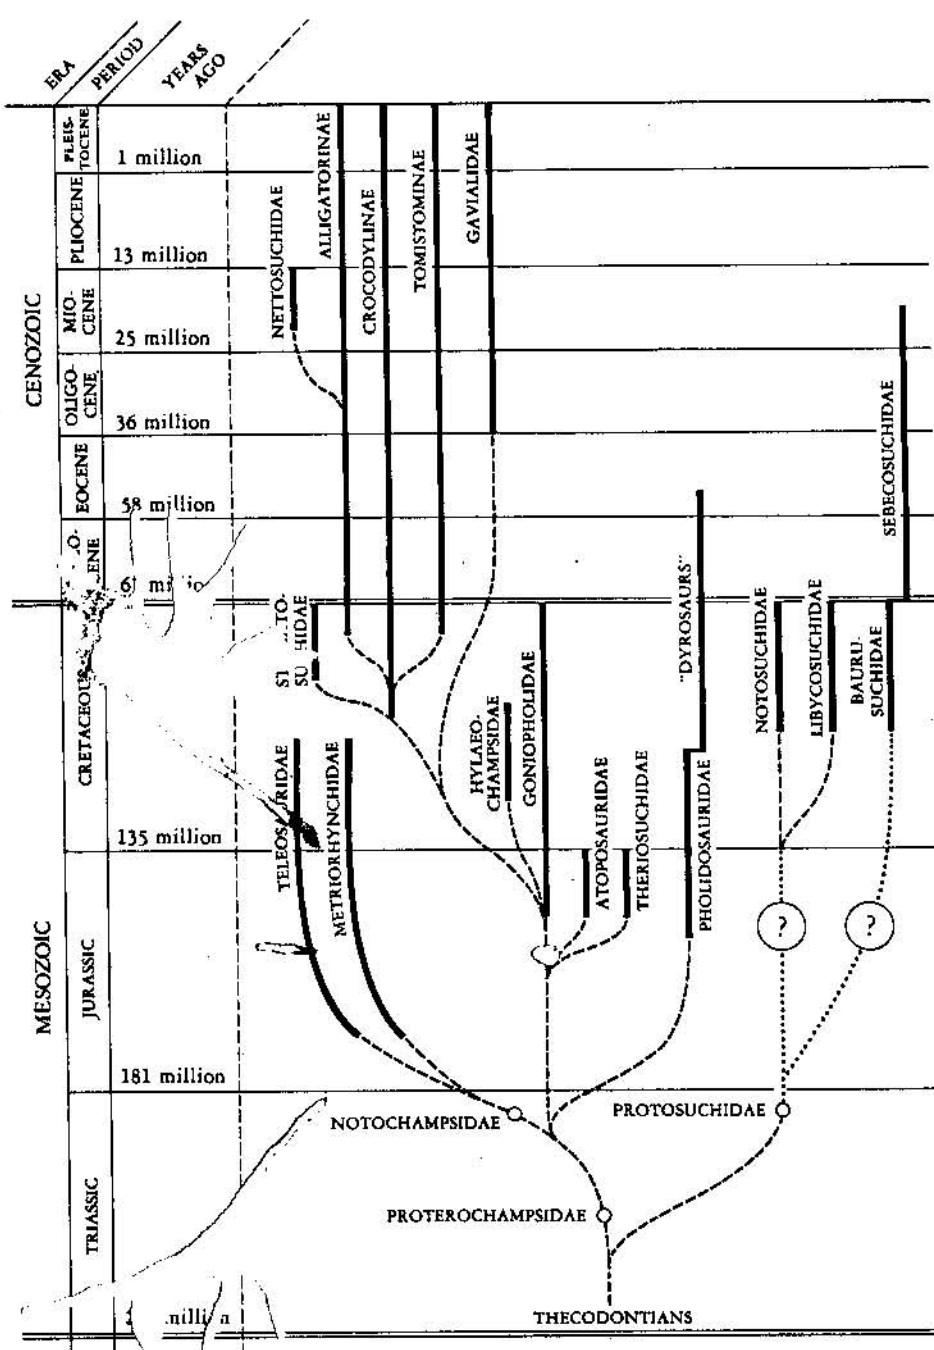 ERA
PERIOD
YEARS
AGO
CENOZOIC
MESOZOIC
PLEIS-
TOCENE
PLIOCENE
MIO-
CENE
OLIGO-
CENE
EOCENE
CRETACEOUS
JURASSIC
TRIASSIC
1 million
13 million
25 million
36 million
58 million
135 million
181 million
NETTOSUCHIDAE
ALLIGATORINAE
CROCODYLINAE
TOMISTOMINAE
GAVIALIDAE
SEBECOSUCHIDAE
HYLAEO-
CHAMPSIDAE
GONIOPHOLIDAE
"DYROSAURS"
NOTOSUCHIDAE
LIBYCOSUCHIDAE
BAURU-
SUCHIDAE
TELEOSAURIDAE
METRIORHYNCHIDAE
ATOPOSAURIDAE
THERIOSUCHIDAE
PHOLIDOSAURIDAE
?
?
NOTOCHAMPSIDAE
PROTOSUCHIDAE
PROTEROCHAMPSIDAE
THECODONTIANS